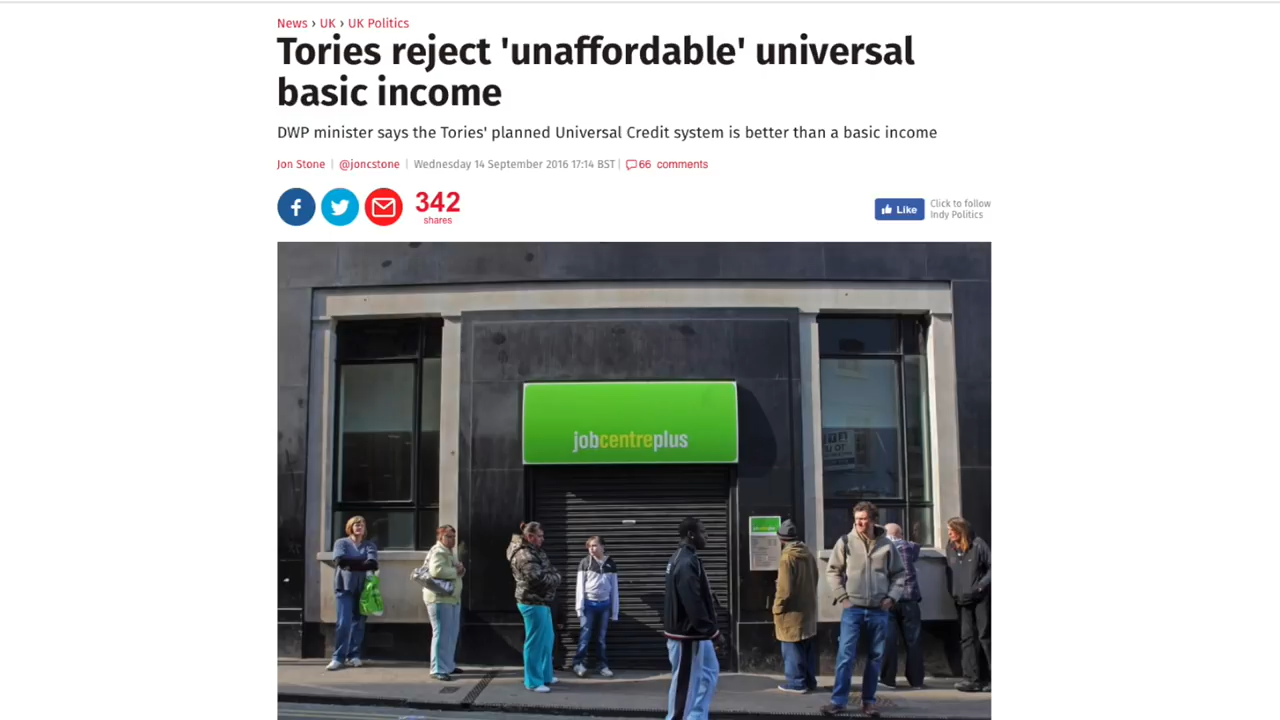 News › UK › UK Politics
Tories reject 'unaffordable' universal
basic income
DWP minister says the Tories' planned Universal Credit system is better than a basic income
Jon Stone | @joncstone | Wednesday 14 September 2016 17:14 BST | 66 comments
342
shares
Like
Click to follow
Indy Politics
jobcentreplus